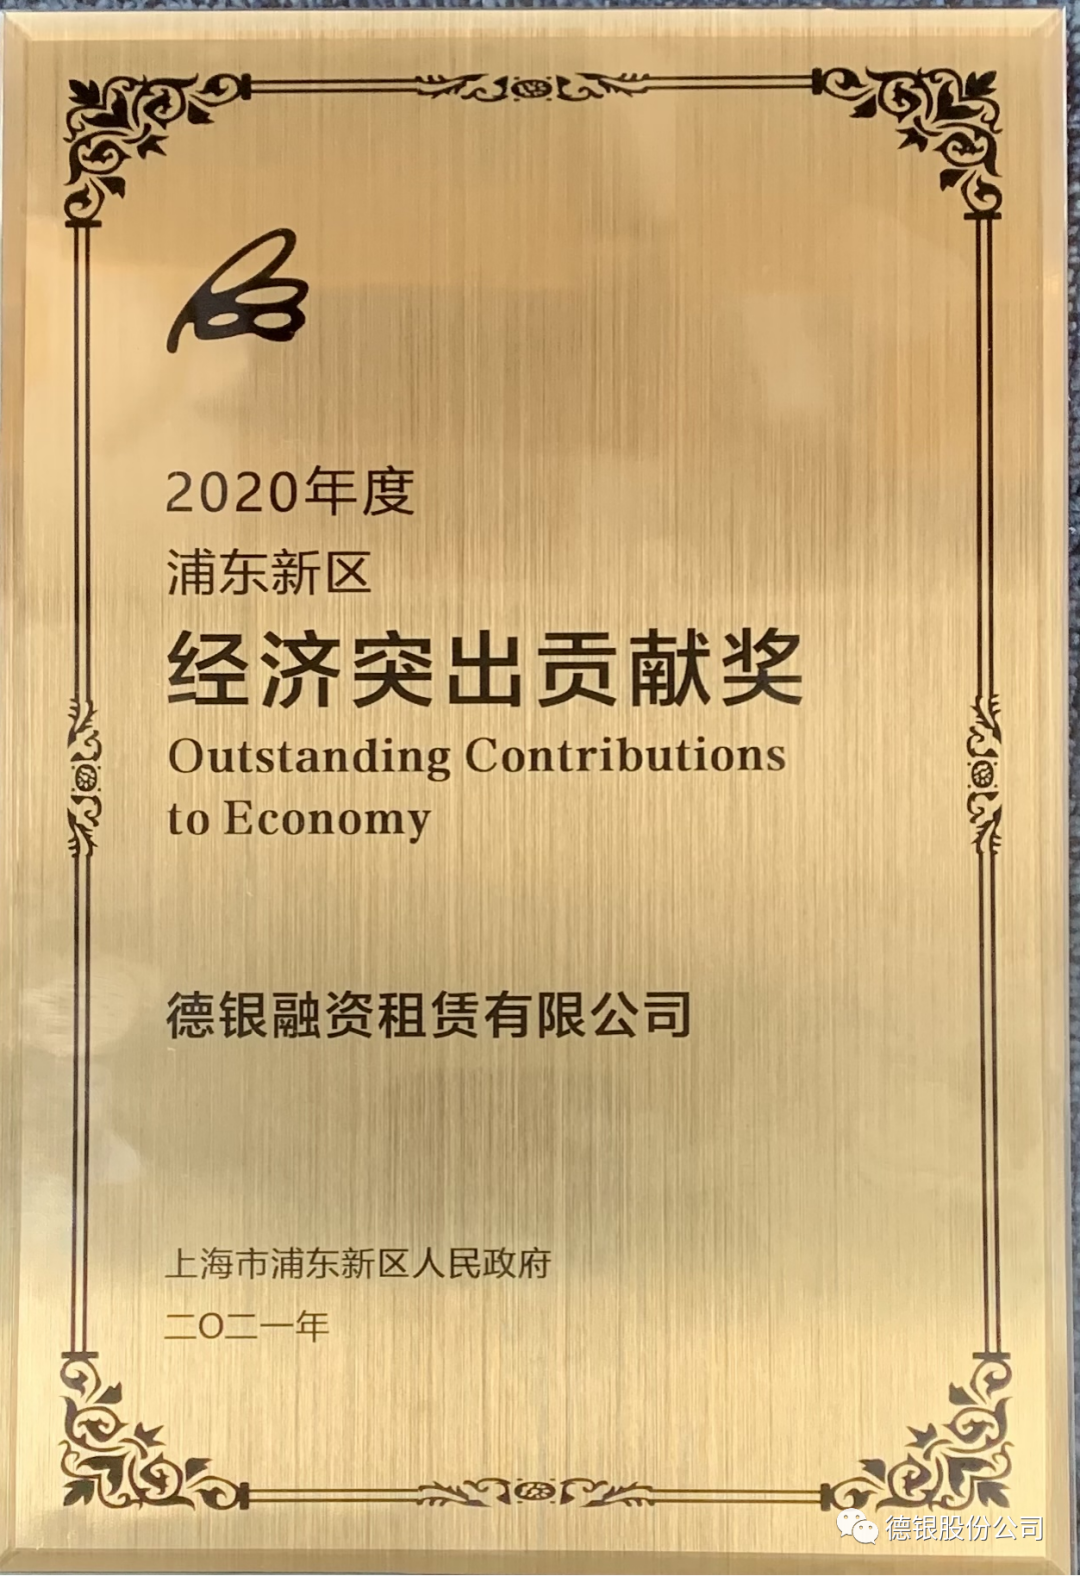 2020年度
浦东新区
经济突出贡献奖
Outstanding Contributions
to Economy
德银融资租赁有限公司
上海市浦东新区人民政府
二〇二一年
德银股份公司